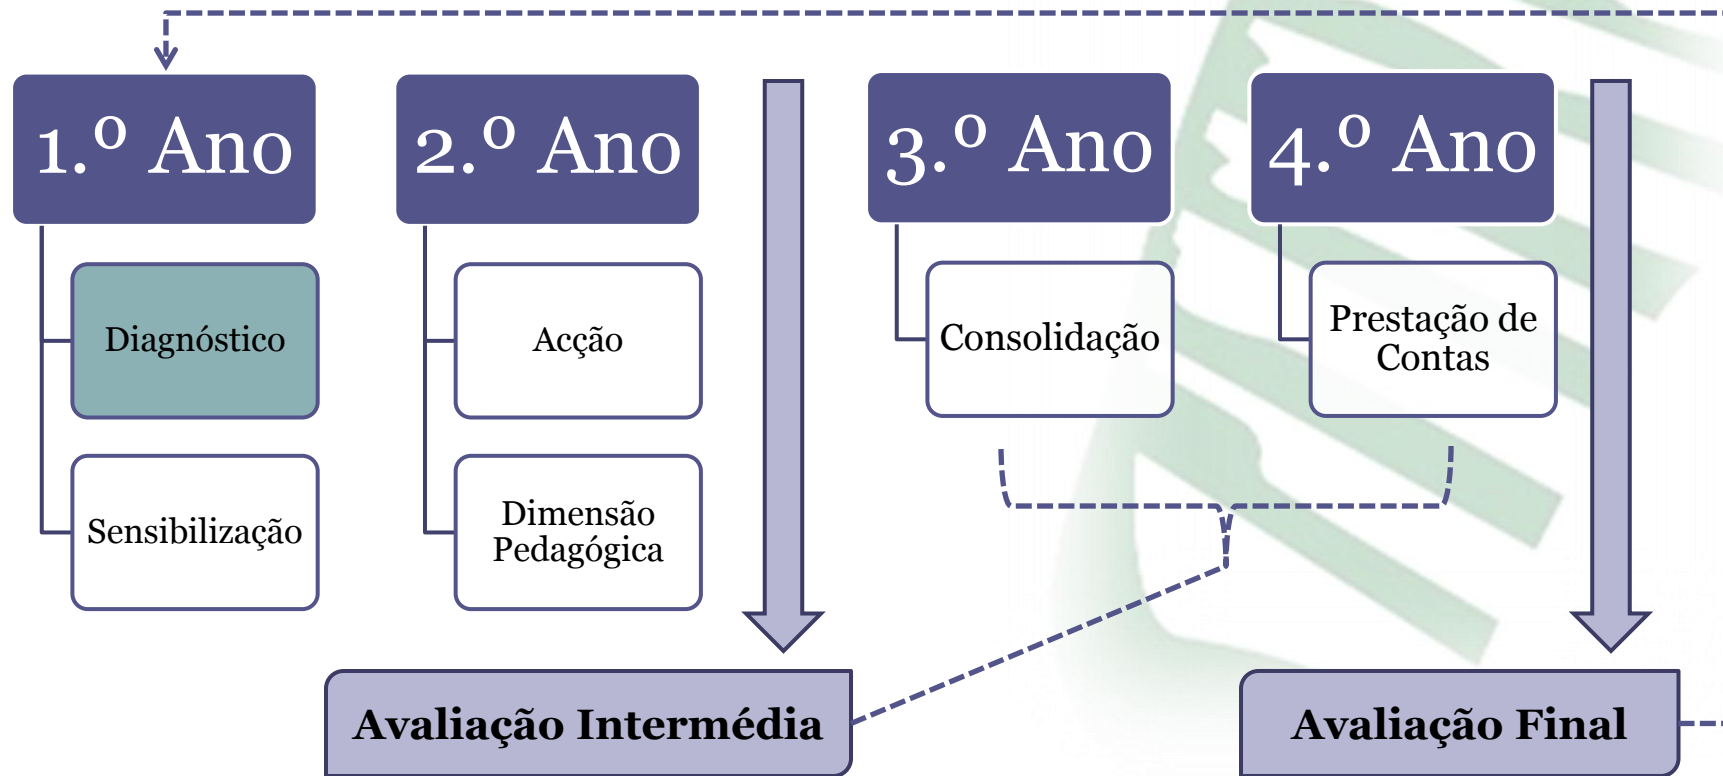 1.º Ano
2.º Ano
3.º Ano
4.º Ano
Diagnóstico
Acção
Consolidação
Prestação de
Contas
Sensibilização
Dimensão
Pedagógica
Avaliação Intermédia
Avaliação Final